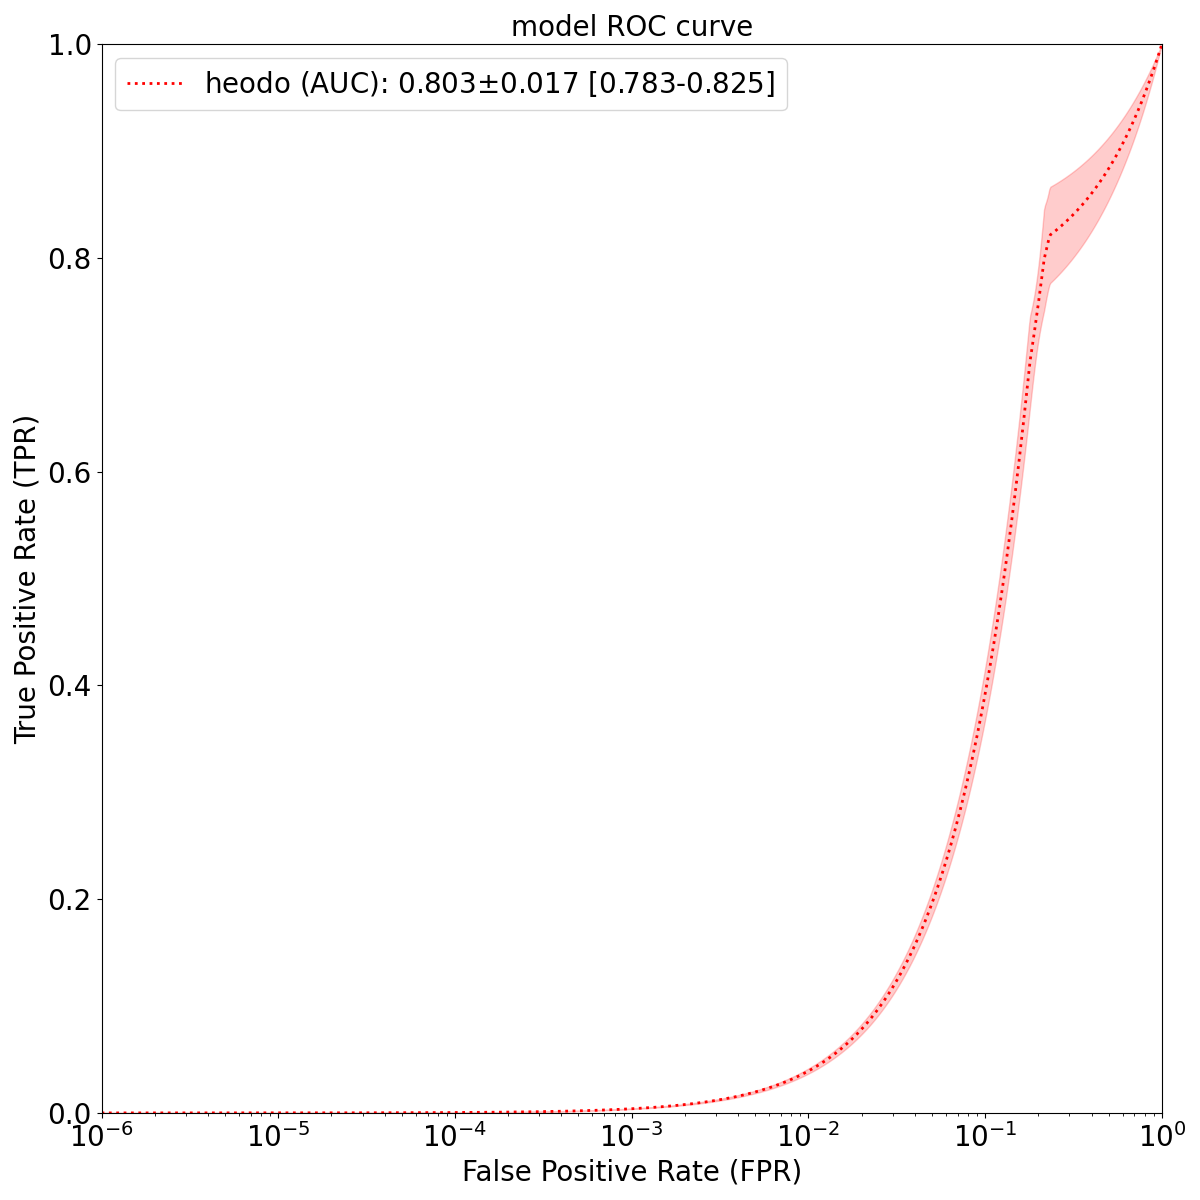 model ROC curve
heodo (AUC): 0.803±0.017 [0.783-0.825]
True Positive Rate (TPR)
1.0
0.8
0.6
0.4
0.2
0.0
10⁻⁶ 10⁻⁵ 10⁻⁴ 10⁻³ 10⁻² 10⁻¹ 10⁰
False Positive Rate (FPR)